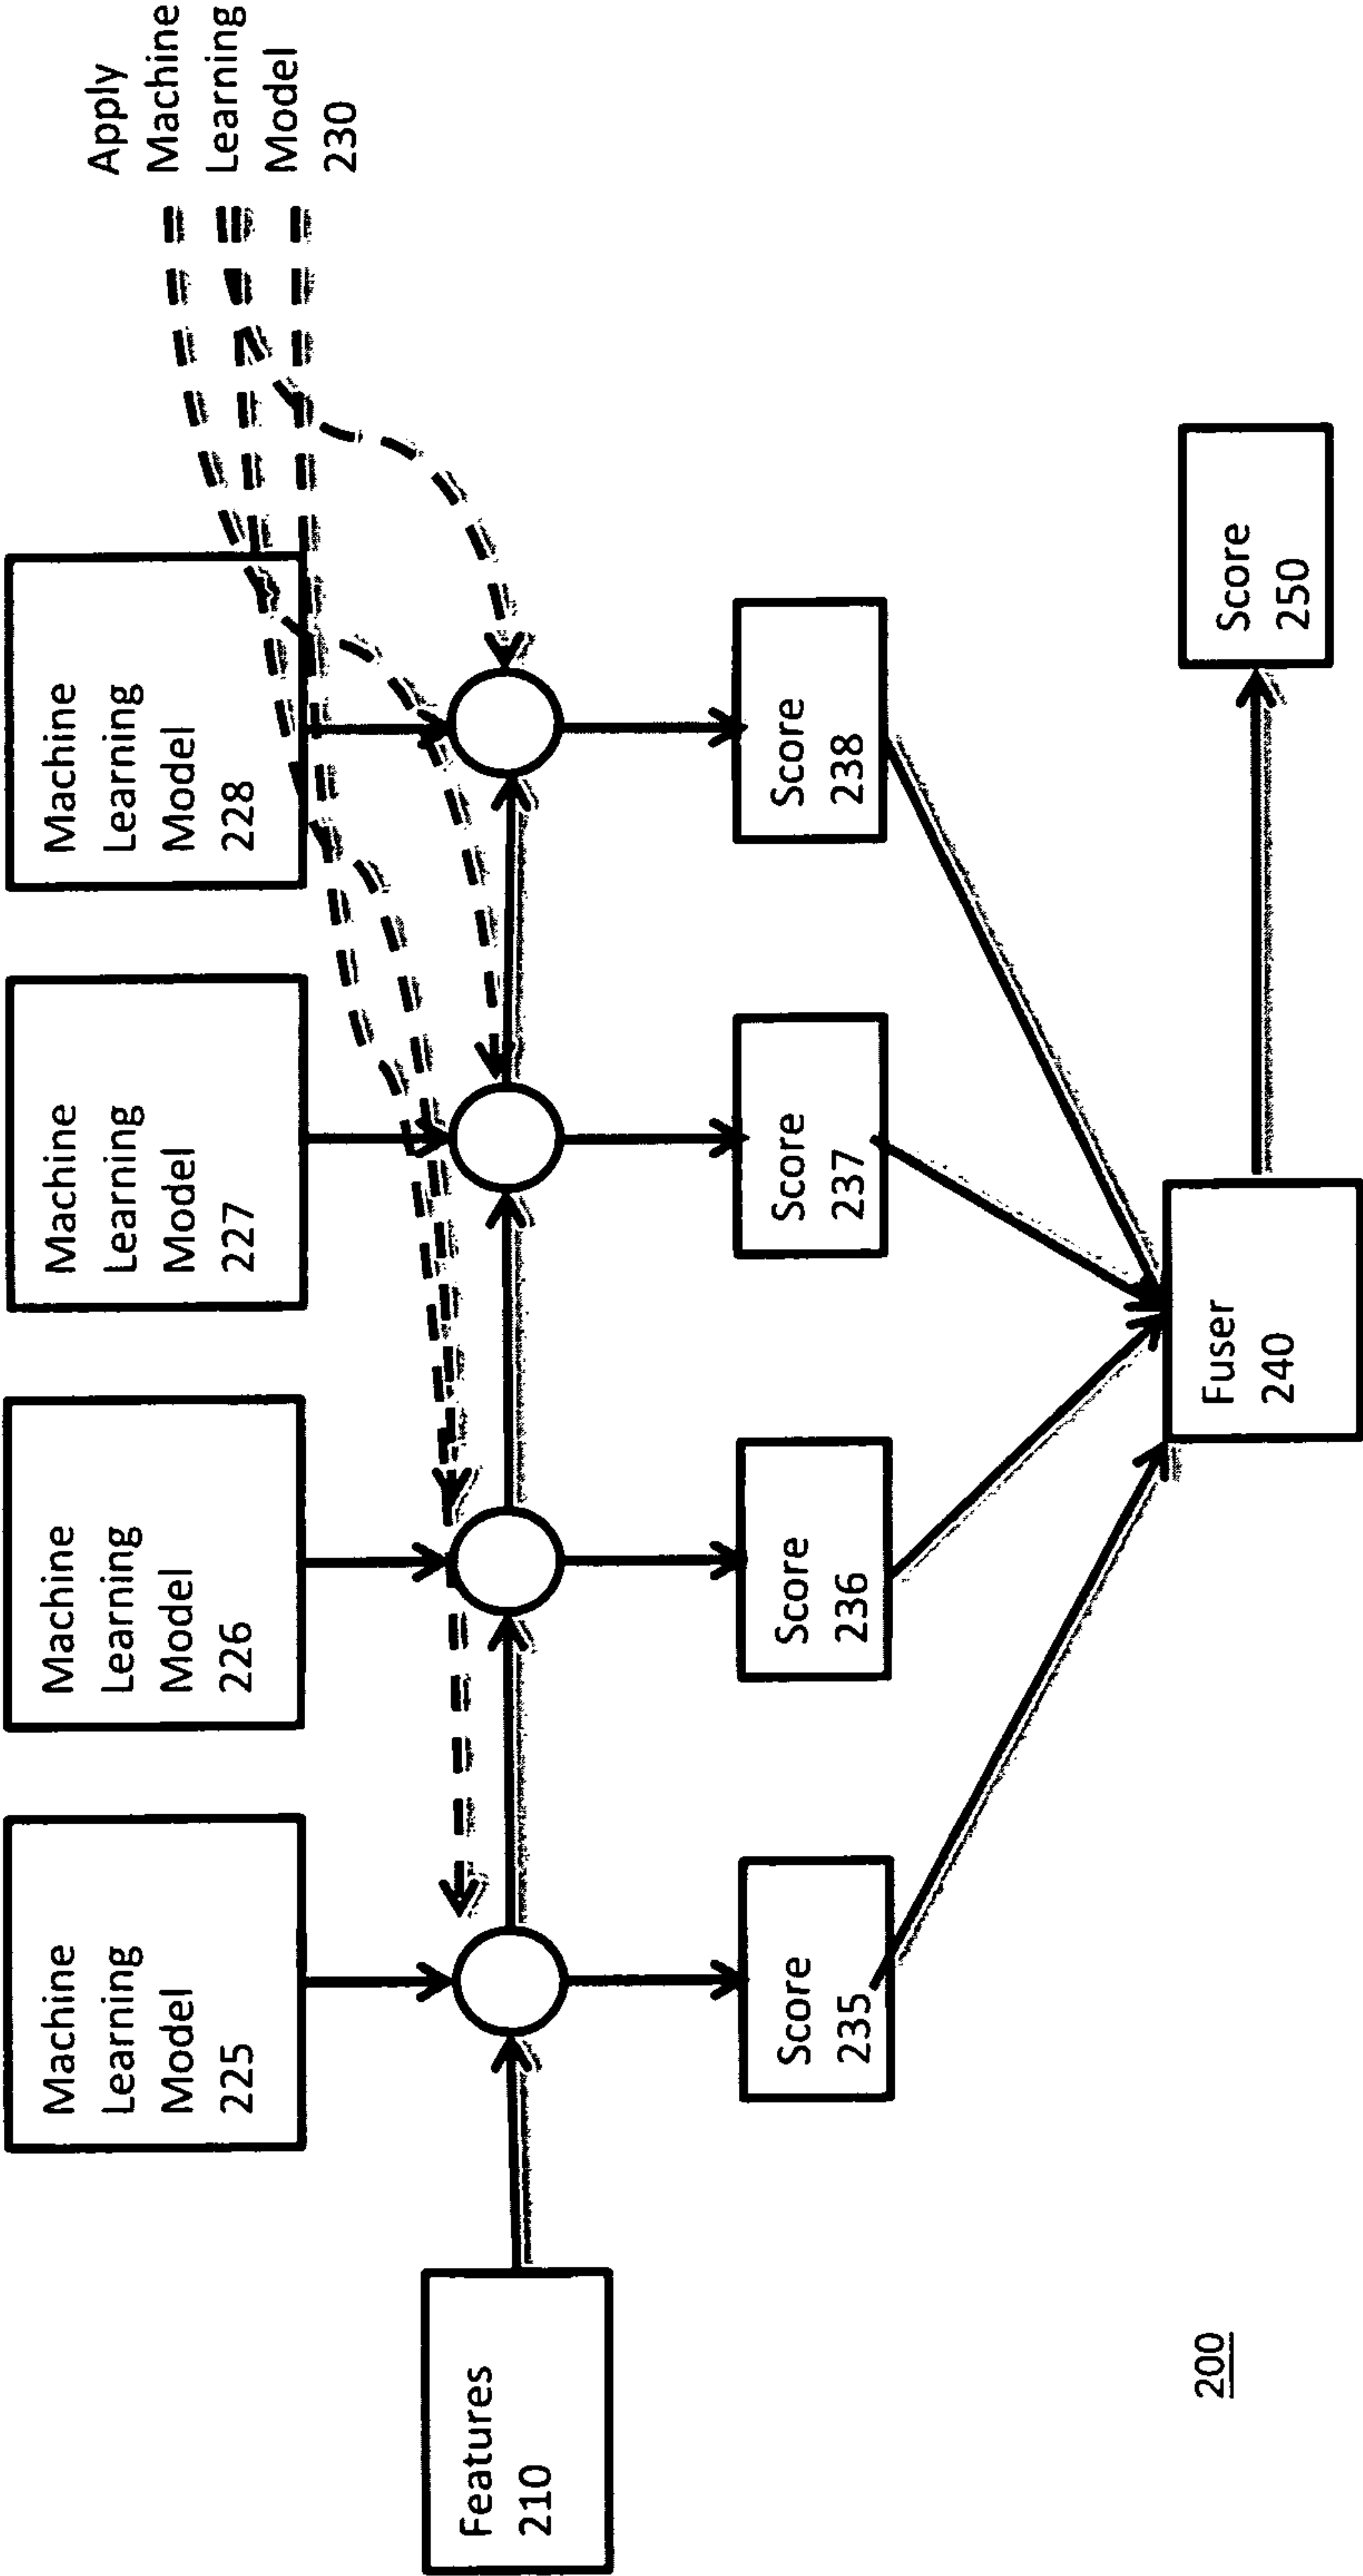 Machine
Learning
Model
225
Machine
Learning
Model
226
Machine
Learning
Model
227
Machine
Learning
Model
228
Apply
Machine
Learning
Model
230
Features
210
Score
235
Score
236
Score
237
Score
238
Fuser
240
Score
250
200